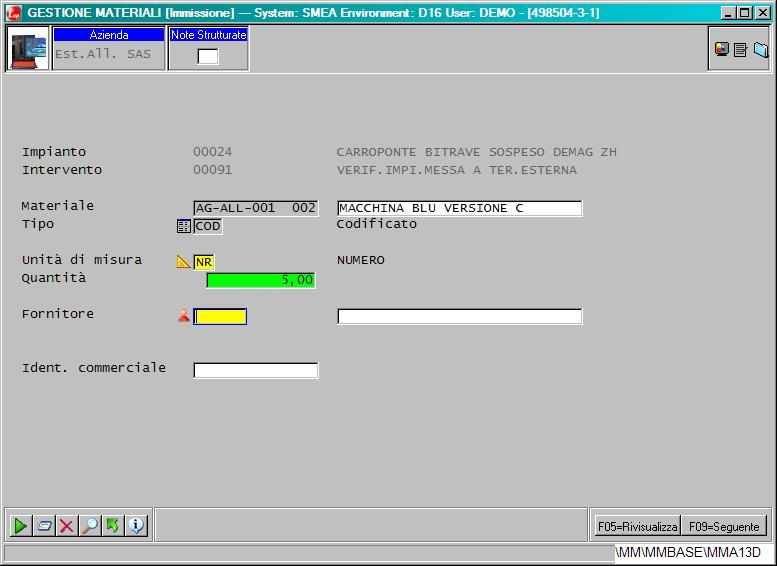 GESTIONE MATERIALI [Immissione] — System: SMEA Environment: D16 User: DEMO - [498504-3-1]
Azienda
Note Strutturate
Est.All. SAS
Impianto 00024 CARROPONTE BITRAVE SOSPESO DEMAG ZH
Intervento 00091 VERIF.IMPI.MESSA A TER.ESTERNA
Materiale AG-ALL-001 002 MACCHINA BLU VERSIONE C
Tipo COD Codificato
Unità di misura NR NUMERO
Quantità 5,00
Fornitore
Ident. commerciale
F05=Rivisualizza F09=Seguente
\MM\MMBASE\MMA13D